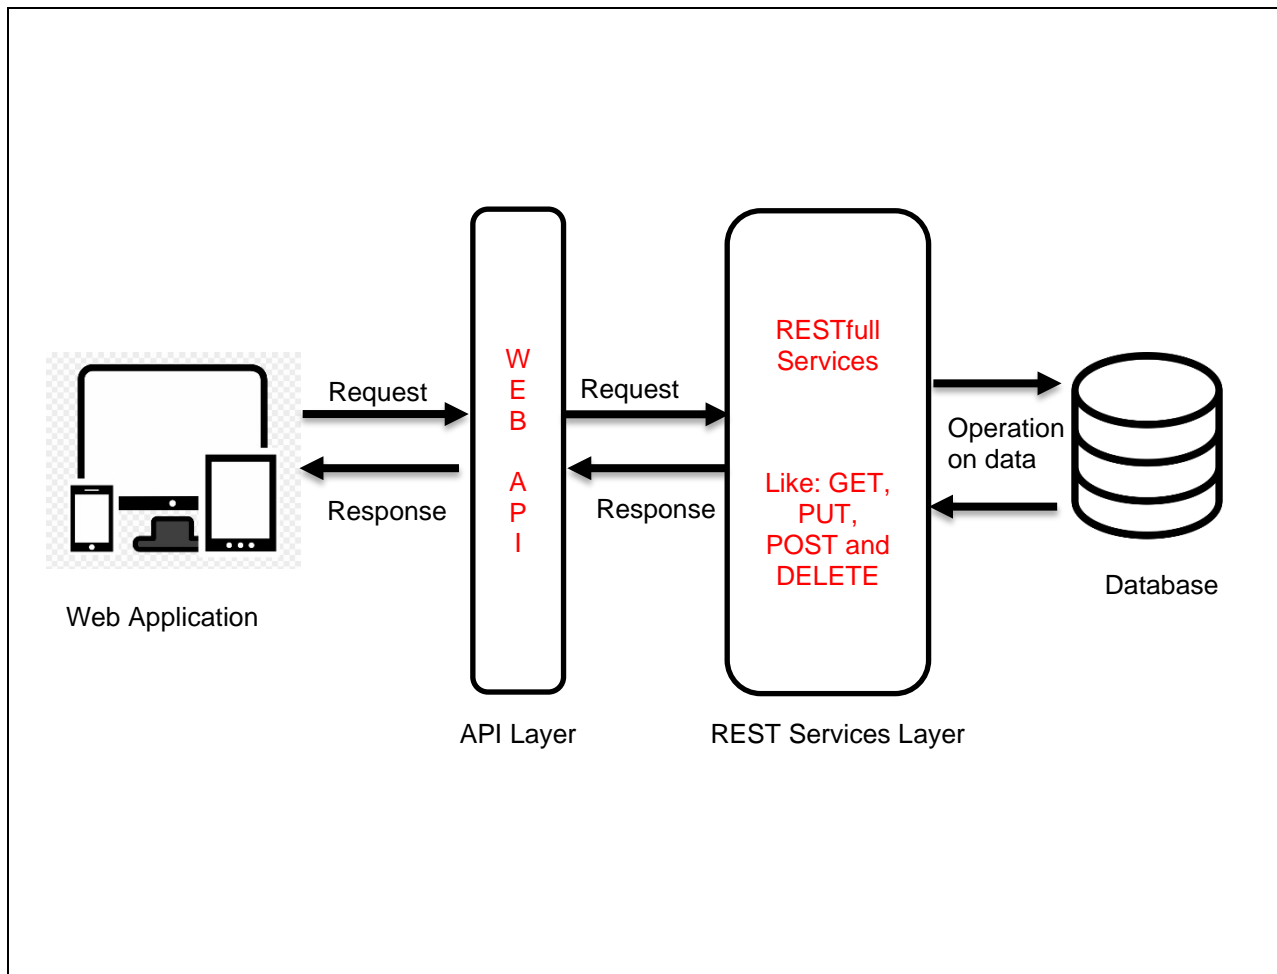 Web Application
Request
Response
W
E
B
A
P
I
API Layer
Request
Response
RESTfull
Services
Like: GET,
PUT,
POST and
DELETE
REST Services Layer
Operation
on data
Database